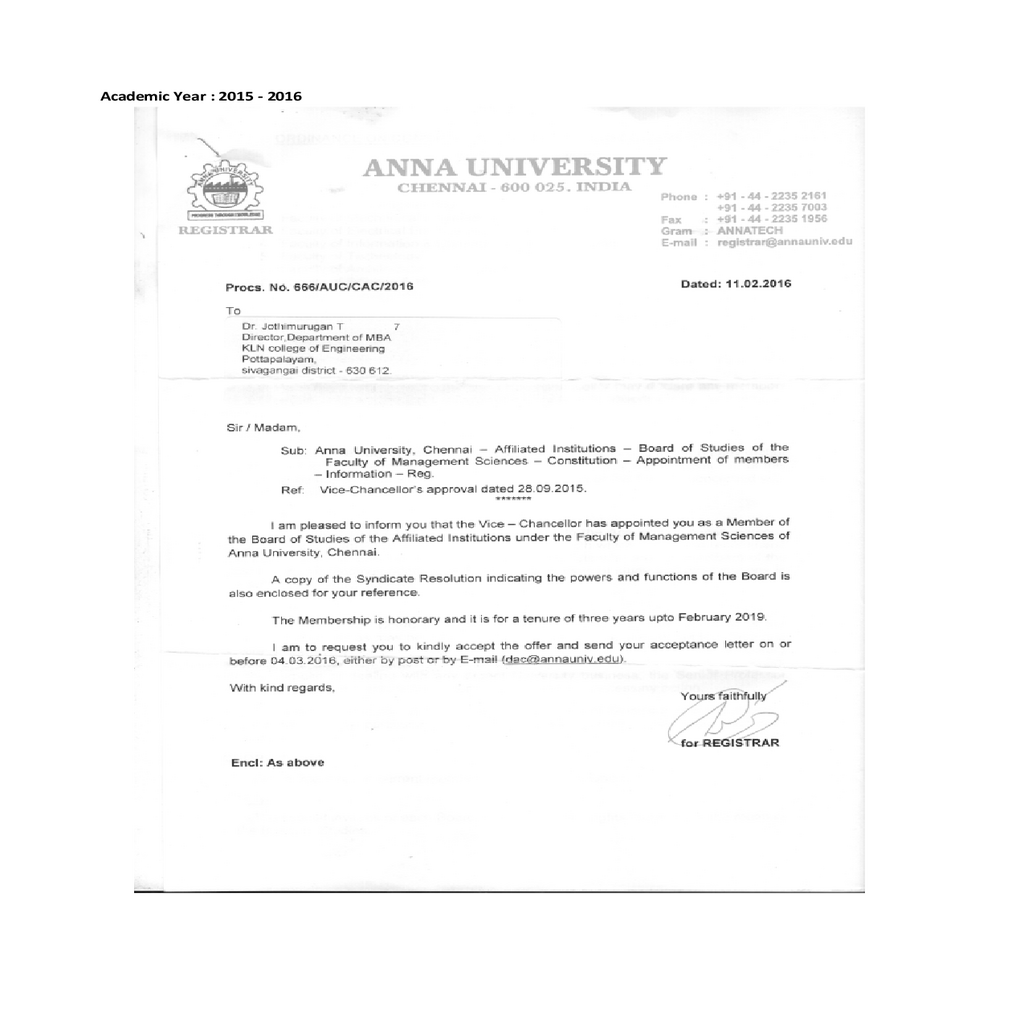 Academic Year : 2015 - 2016
ANNA UNIVERSITY
CHENNAI - 600 025. INDIA
ANNA UNIVERSITY
PROGRESS THROUGH KNOWLEDGE
REGISTRAR
Phone : +91 - 44 - 2235 2161
+91 - 44 - 2235 7003
Fax : +91 - 44 - 2235 1956
Gram : ANNATECH
E-mail : registrar@annauniv.edu
Procs. No. 666/AUC/CAC/2016
Dated: 11.02.2016
To
Dr. Jothimurugan T 7
Director,Department of MBA
KLN college of Engineering
Pottapalayam,
sivagangai district - 630 612.
Sir / Madam,
Sub: Anna University, Chennai – Affiliated Institutions – Board of Studies of the
Faculty of Management Sciences – Constitution – Appointment of members
– Information – Reg.
Ref: Vice-Chancellor's approval dated 28.09.2015.
*******
I am pleased to inform you that the Vice – Chancellor has appointed you as a Member of
the Board of Studies of the Affiliated Institutions under the Faculty of Management Sciences of
Anna University, Chennai.
A copy of the Syndicate Resolution indicating the powers and functions of the Board is
also enclosed for your reference.
The Membership is honorary and it is for a tenure of three years upto February 2019.
I am to request you to kindly accept the offer and send your acceptance letter on or
before 04.03.2016, either by post or by E-mail (dac@annauniv.edu).
With kind regards,
Yours faithfully
for REGISTRAR
Encl: As above